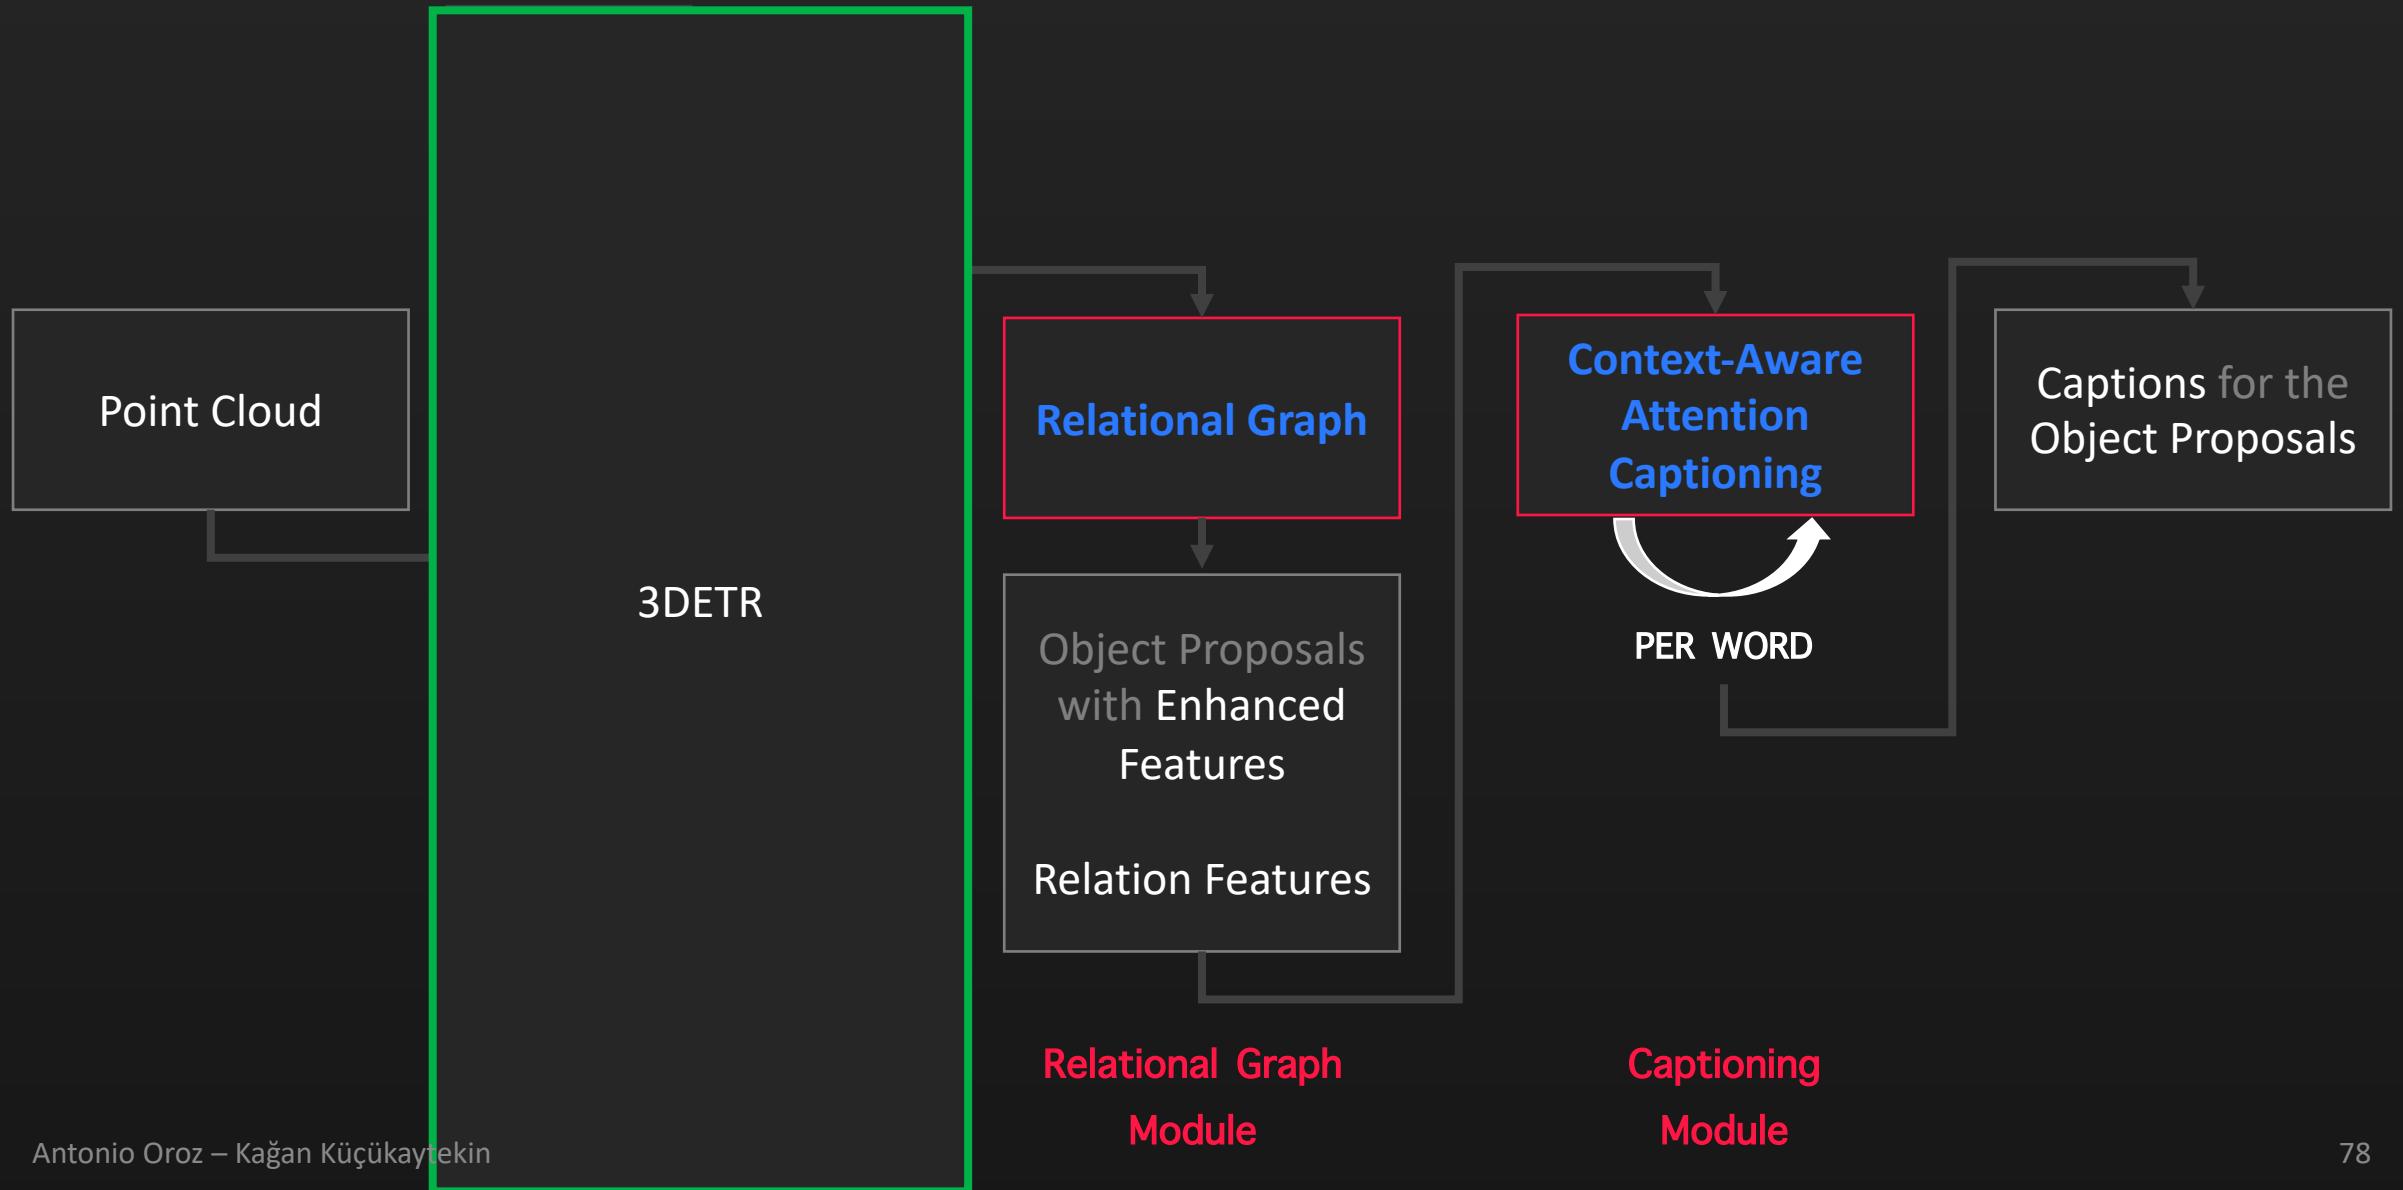 Point Cloud
3DETR
Relational Graph
Object Proposals
with Enhanced
Features
Relation Features
Relational Graph
Module
Context-Aware
Attention
Captioning
PER WORD
Captioning
Module
Captions for the
Object Proposals
Antonio Oroz – Kağan Küçükaytekin
78